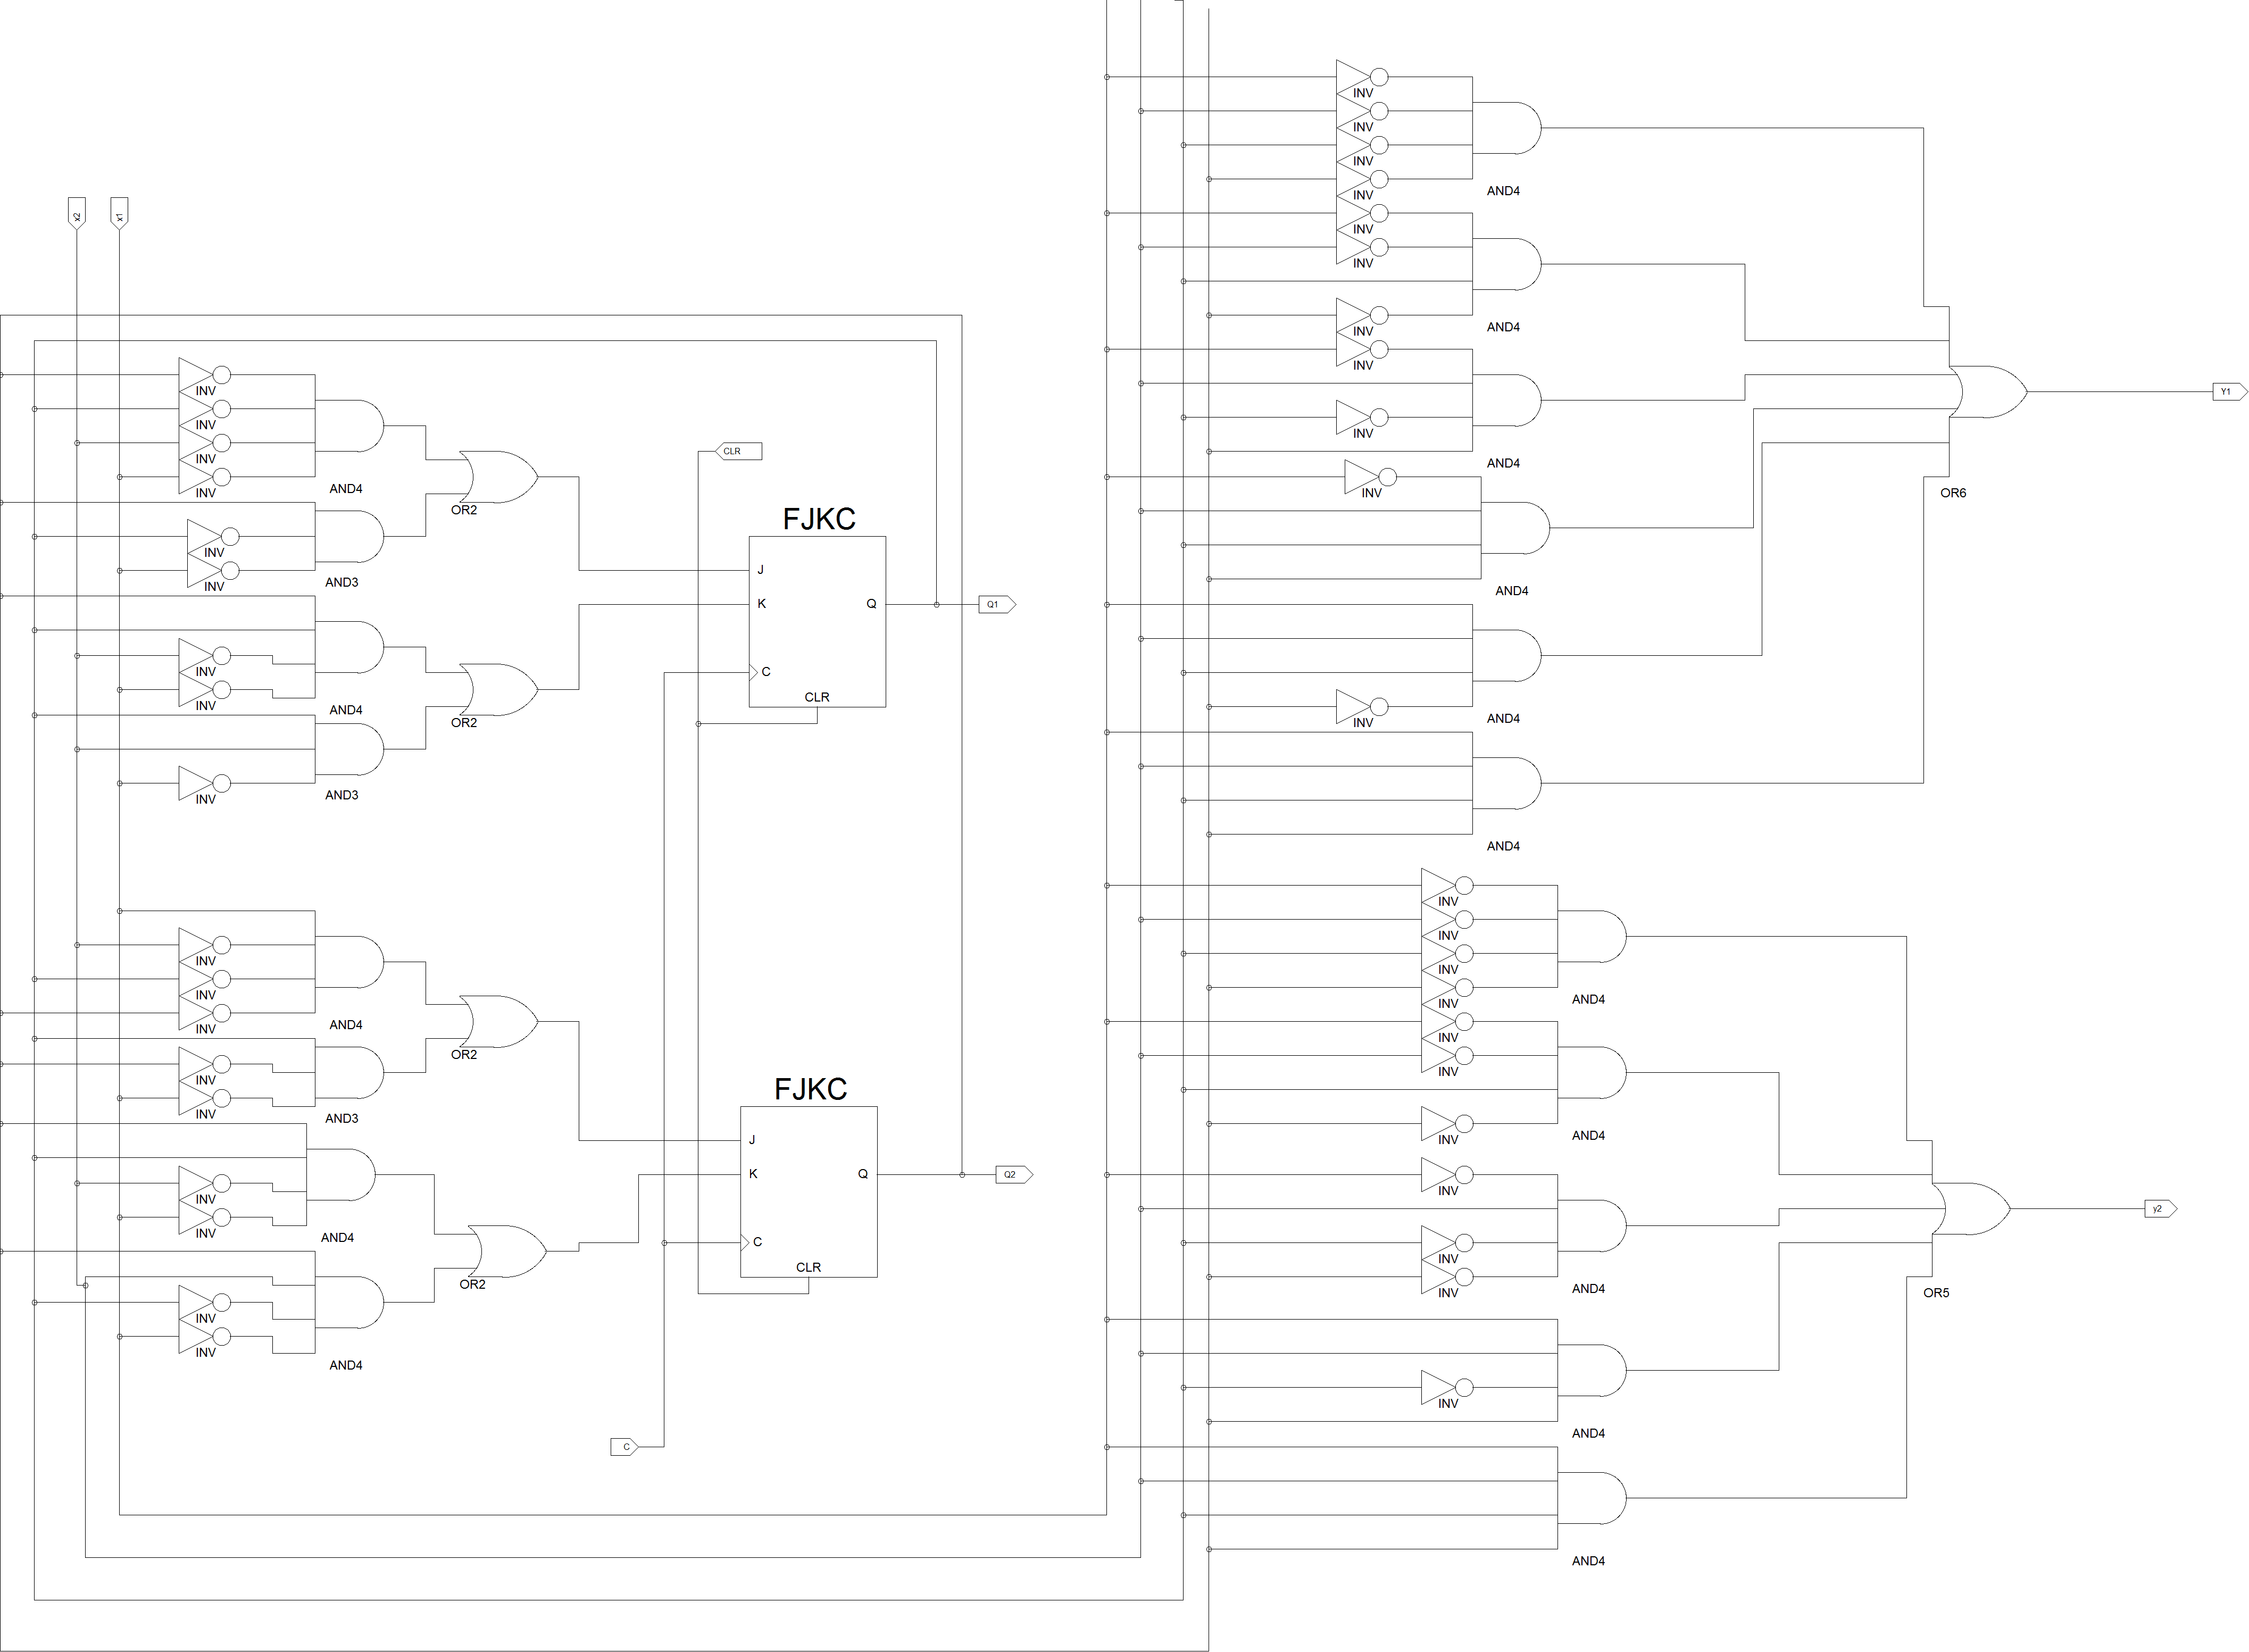 x2
x1
INV
INV
INV
INV
AND4
INV
INV
AND3
OR2
INV
INV
AND4
INV
AND3
OR2
CLR
FJKC
J
K
Q
C
CLR
Q1
INV
INV
INV
AND4
INV
INV
AND3
OR2
INV
INV
AND4
INV
INV
AND4
OR2
FJKC
J
K
Q
C
CLR
Q2
C
INV
INV
INV
INV
AND4
INV
INV
INV
AND4
INV
INV
AND4
INV
AND4
INV
AND4
AND4
OR6
Y1
INV
INV
INV
INV
AND4
INV
INV
INV
AND4
INV
INV
INV
AND4
INV
AND4
AND4
OR5
y2